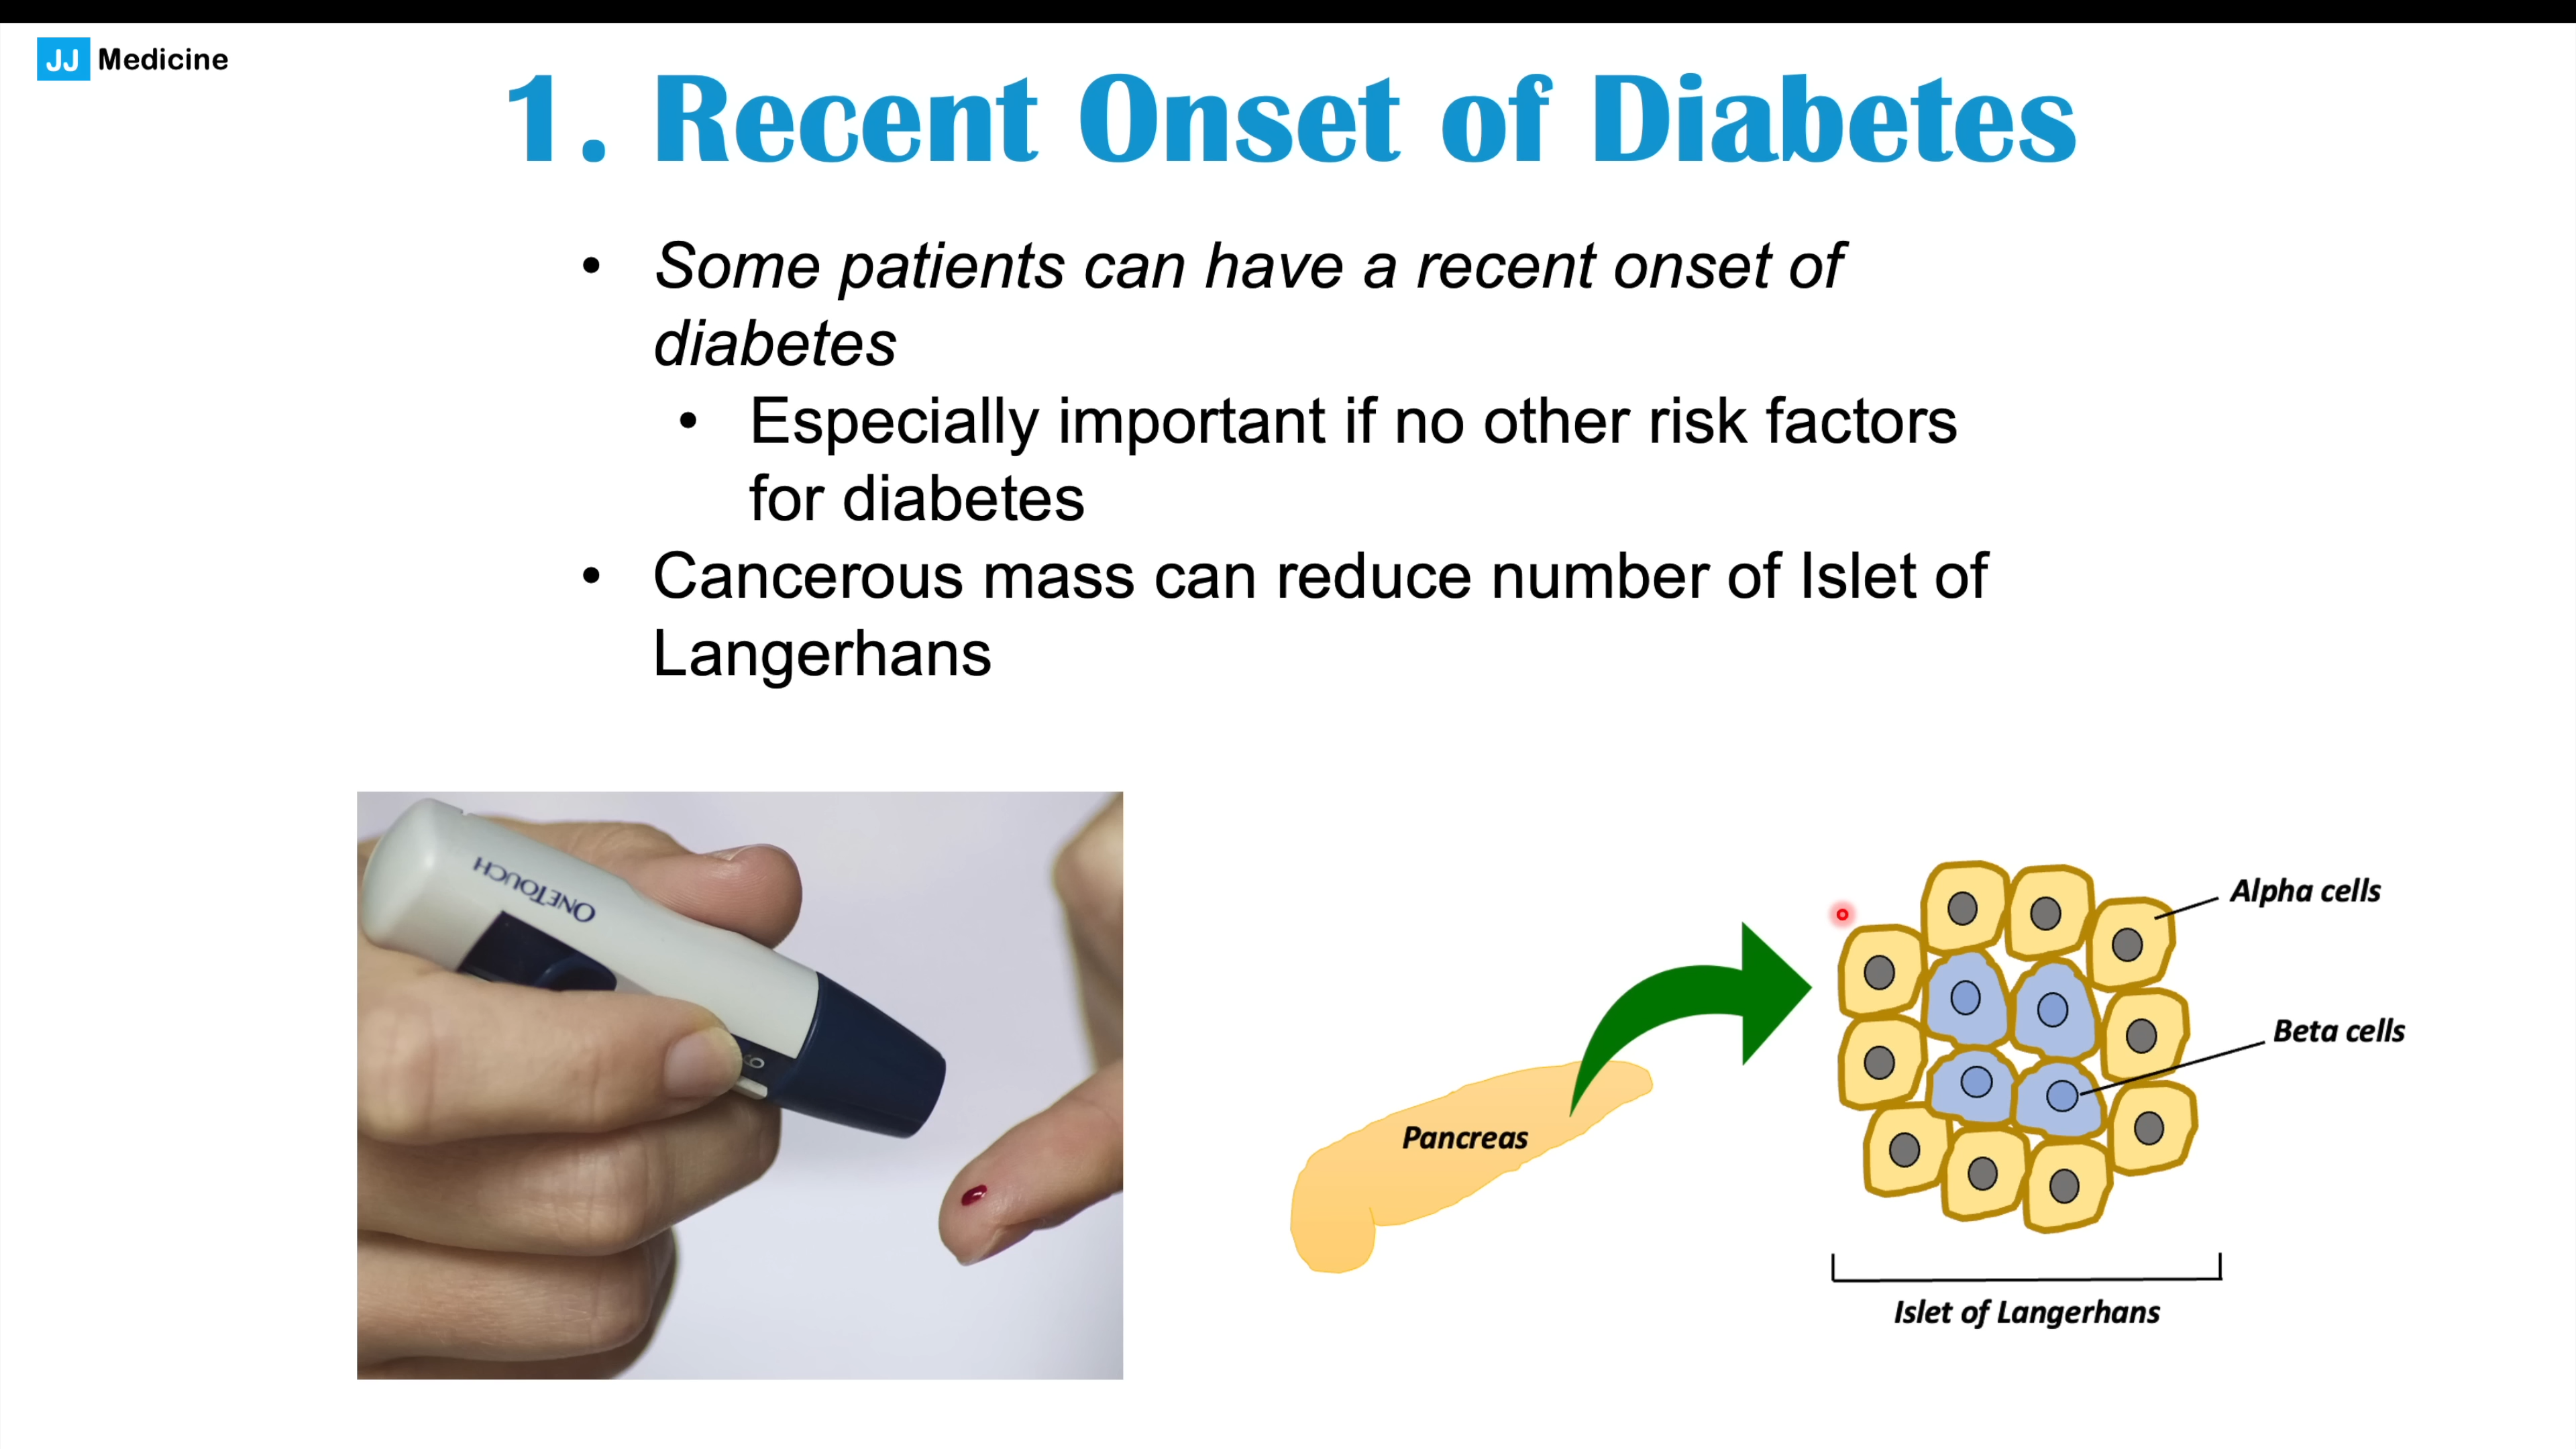 JJ Medicine
1. Recent Onset of Diabetes
• Some patients can have a recent onset of
diabetes
• Especially important if no other risk factors
for diabetes
• Cancerous mass can reduce number of Islet of
Langerhans
ONETOUCH
6
Pancreas
Alpha cells
Beta cells
Islet of Langerhans